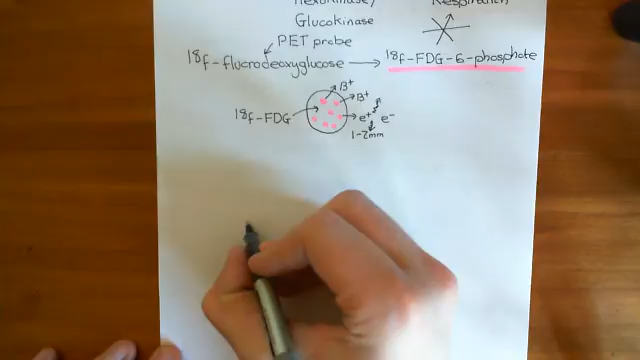 Hexokinase/
Respiration
Glucokinase
PET probe
18f-fluorodeoxyglucose → 18f-FDG-6-phosphate
β+
β+
18f-FDG
e+ e-
1-2mm